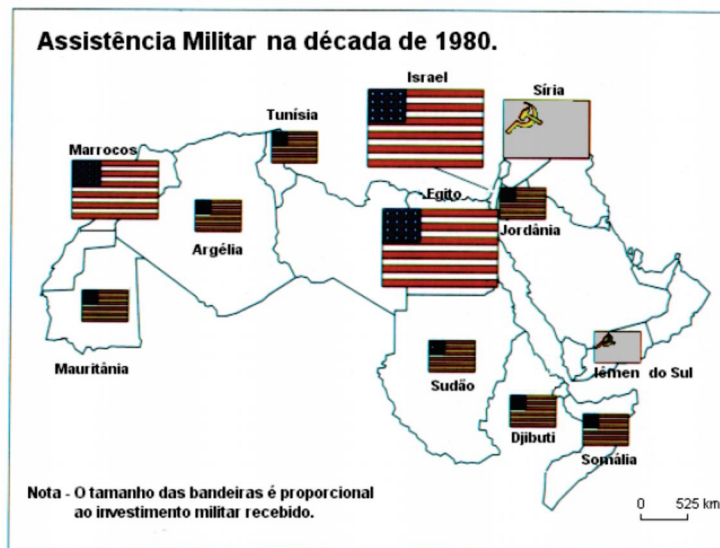 Assistência Militar na década de 1980.
Israel
Síria
Tunísia
Marrocos
Egito
Jordânia
Argélia
Mauritânia
Sudão
Iémen do Sul
Djibuti
Somália
Nota - O tamanho das bandeiras é proporcional
ao investimento militar recebido.
0 525 km